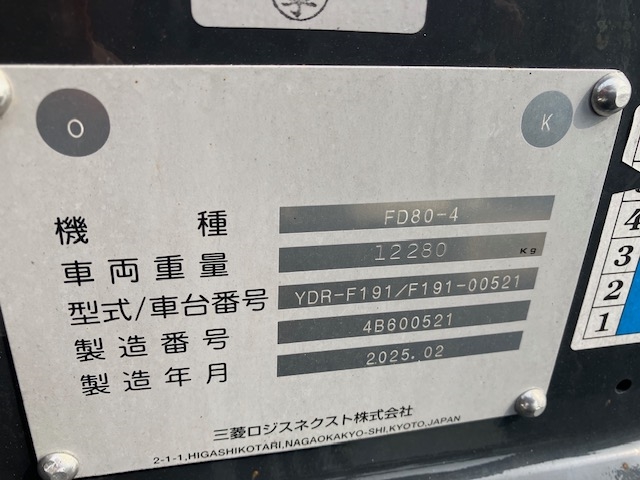 O K
機種 FD80-4
車両重量 12280 Kg
型式/車台番号 YDR-F191/F191-00521
製造番号 4B600521
製造年月 2025.02
三菱ロジスネクスト株式会社
2-1-1,HIGASHIKOTARI,NAGAOKAKYO-SHI,KYOTO,JAPAN
4
3
2
1